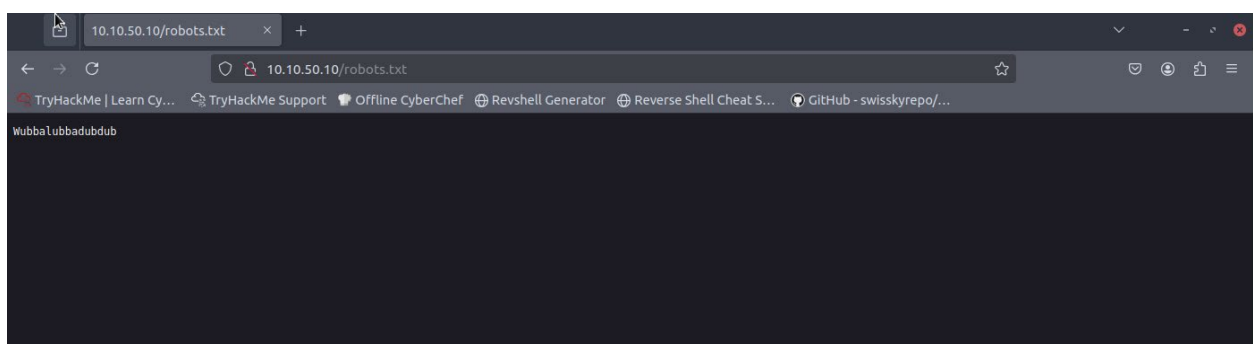 10.10.50.10/robots.txt
10.10.50.10/robots.txt
TryHackMe | Learn Cy... TryHackMe Support Offline CyberChef Revshell Generator Reverse Shell Cheat S... GitHub - swisskyrepo/...
Wubbalubbadubdub